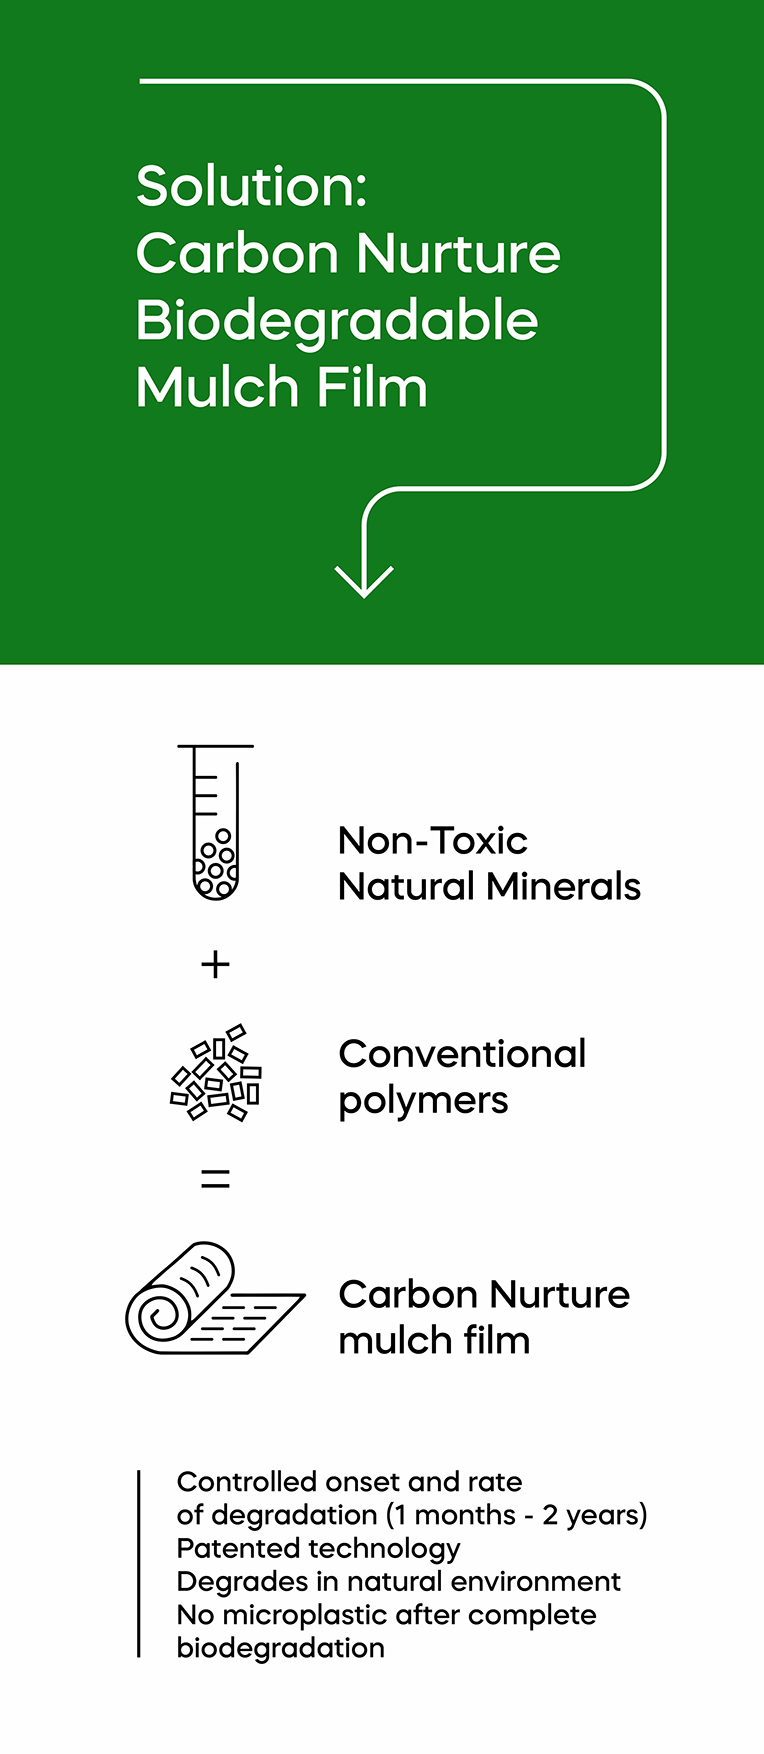 Solution:
Carbon Nurture
Biodegradable
Mulch Film
Non-Toxic
Natural Minerals
+
Conventional
polymers
=
Carbon Nurture
mulch film
Controlled onset and rate
of degradation (1 months - 2 years)
Patented technology
Degrades in natural environment
No microplastic after complete
biodegradation